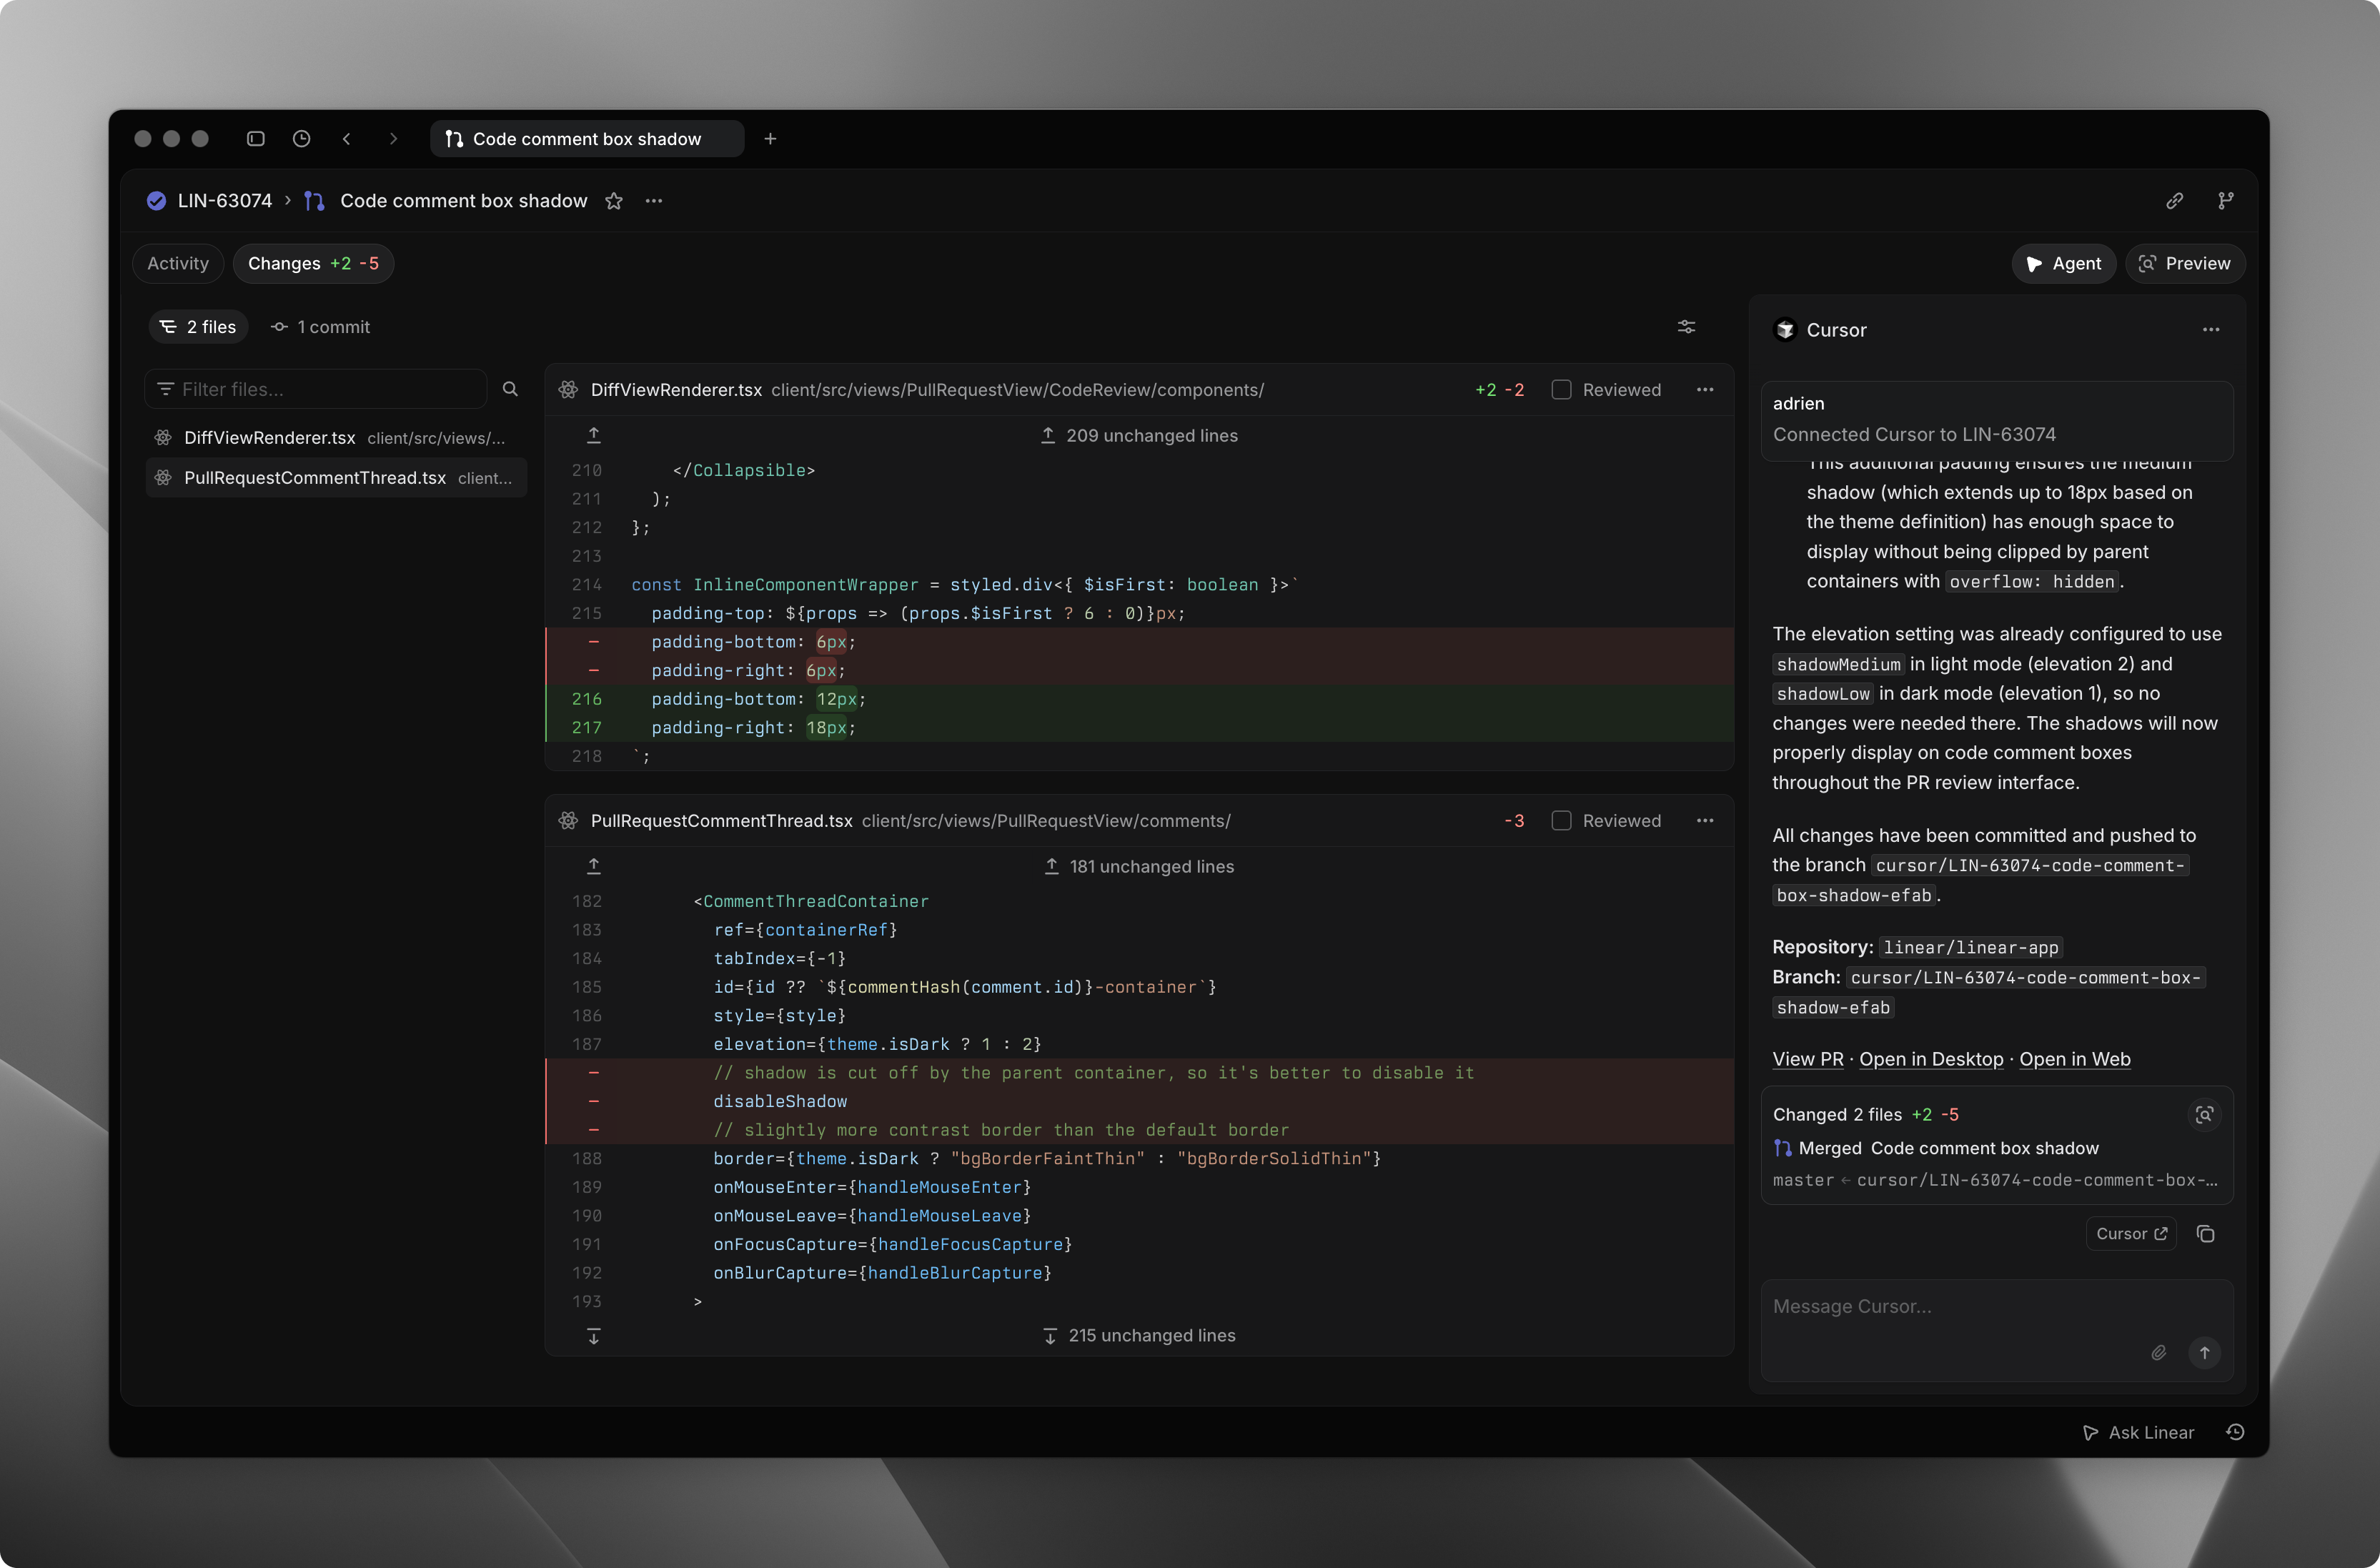 Code comment box shadow
LIN-63074 › Code comment box shadow
Activity
Changes +2 -5
Agent
Preview
2 files
1 commit
Filter files...
DiffViewRenderer.tsx client/src/views/...
PullRequestCommentThread.tsx client...
DiffViewRenderer.tsx client/src/views/PullRequestView/CodeReview/components/ +2 -2 Reviewed
209 unchanged lines
210 </Collapsible>
211 );
212 };
213
214 const InlineComponentWrapper = styled.div<{ $isFirst: boolean }>`
215 padding-top: ${props => (props.$isFirst ? 6 : 0)}px;
- padding-bottom: 6px;
- padding-right: 6px;
216 padding-bottom: 12px;
217 padding-right: 18px;
218 `;
PullRequestCommentThread.tsx client/src/views/PullRequestView/comments/ -3 Reviewed
181 unchanged lines
182 <CommentThreadContainer
183 ref={containerRef}
184 tabIndex={-1}
185 id={id ?? `${commentHash(comment.id)}-container`}
186 style={style}
187 elevation={theme.isDark ? 1 : 2}
- // shadow is cut off by the parent container, so it's better to disable it
- disableShadow
- // slightly more contrast border than the default border
188 border={theme.isDark ? "bgBorderFaintThin" : "bgBorderSolidThin"}
189 onMouseEnter={handleMouseEnter}
190 onMouseLeave={handleMouseLeave}
191 onFocusCapture={handleFocusCapture}
192 onBlurCapture={handleBlurCapture}
193 >
215 unchanged lines
Cursor
adrien
Connected Cursor to LIN-63074
This additional padding ensures the medium
shadow (which extends up to 18px based on
the theme definition) has enough space to
display without being clipped by parent
containers with overflow: hidden.
The elevation setting was already configured to use
shadowMedium in light mode (elevation 2) and
shadowLow in dark mode (elevation 1), so no
changes were needed there. The shadows will now
properly display on code comment boxes
throughout the PR review interface.
All changes have been committed and pushed to
the branch cursor/LIN-63074-code-comment-
box-shadow-efab.
Repository: linear/linear-app
Branch: cursor/LIN-63074-code-comment-box-
shadow-efab
View PR · Open in Desktop · Open in Web
Changed 2 files +2 -5
Merged Code comment box shadow
master ← cursor/LIN-63074-code-comment-box-...
Cursor
Message Cursor...
Ask Linear